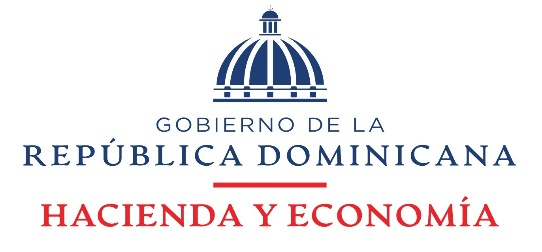 GOBIERNO DE LA
REPÚBLICA DOMINICANA
HACIENDA Y ECONOMÍA